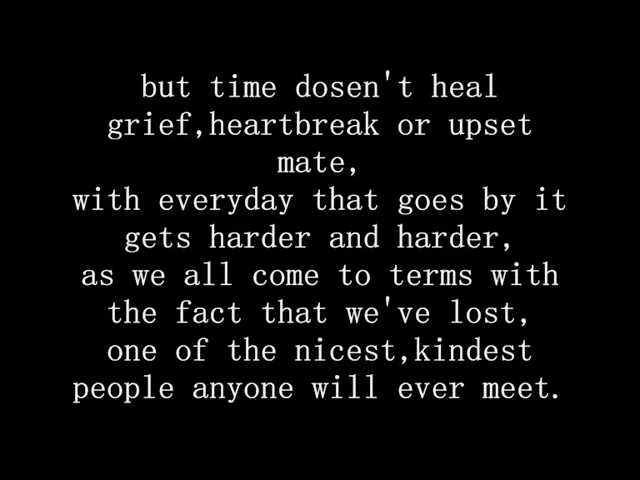 but time dosen't heal
grief,heartbreak or upset
mate,
with everyday that goes by it
gets harder and harder,
as we all come to terms with
the fact that we've lost,
one of the nicest,kindest
people anyone will ever meet.